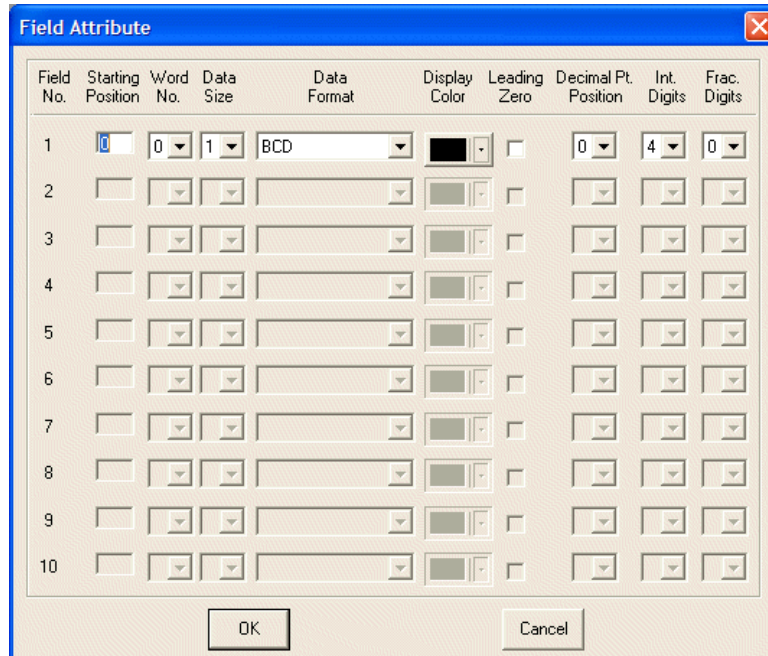 Field Attribute
Field No. Starting Position Word No. Data Size Data Format Display Color Leading Zero Decimal Pt. Position Int. Digits Frac. Digits
1 0 0 1 BCD 0 4 0
2
3
4
5
6
7
8
9
10
OK Cancel